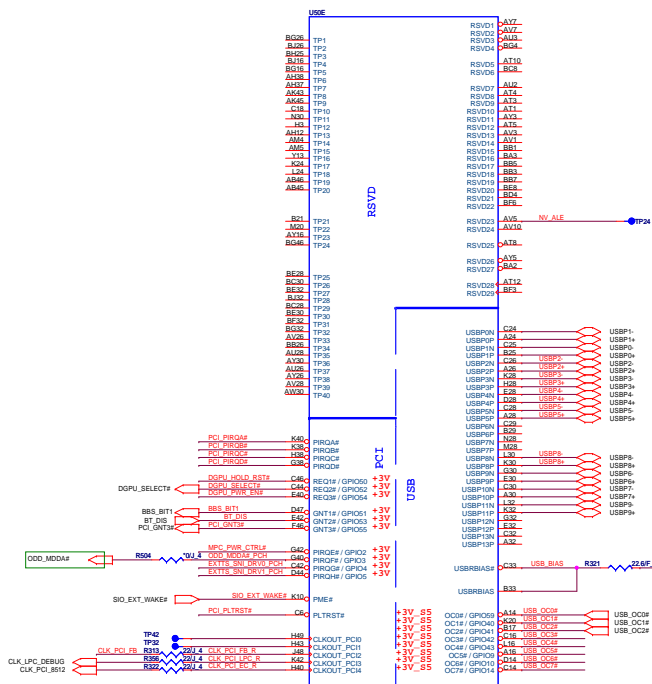 U50E
BG26 TP1
BJ26 TP2
BH25 TP3
BJ16 TP4
BG16 TP5
AH38 TP6
AH37 TP7
AK43 TP8
AK45 TP9
C18 TP10
N30 TP11
H3 TP12
AH12 TP13
AM4 TP14
AM5 TP15
Y13 TP16
K24 TP17
L24 TP18
AB46 TP19
AB45 TP20
B21 TP21
M20 TP22
AY16 TP23
BG46 TP24
BE28 TP25
BC30 TP26
BE32 TP27
BJ32 TP28
BC28 TP29
BE30 TP30
BF32 TP31
BG32 TP32
AV26 TP33
BB26 TP34
AU28 TP35
AY30 TP36
AU26 TP37
AY26 TP38
AV28 TP39
AW30 TP40
RSVD
RSVD1 AY7
RSVD2 AV7
RSVD3 AU3
RSVD4 BG4
RSVD5 AT10
RSVD6 BC8
RSVD7 AU2
RSVD8 AT4
RSVD9 AT3
RSVD10 AT1
RSVD11 AY3
RSVD12 AT5
RSVD13 AV3
RSVD14 AV1
RSVD15 BB1
RSVD16 BA3
RSVD17 BB5
RSVD18 BB3
RSVD19 BB7
RSVD20 BE8
RSVD21 BD4
RSVD22 BF6
RSVD23 AV5 NV_ALE TP24
RSVD24 AV10
RSVD25 AT8
RSVD26 AY5
RSVD27 BA2
RSVD28 AT12
RSVD29 BF3
USBP0N C24 USBP1-
USBP0P A24 USBP1+
USBP1N C25 USBP0-
USBP1P B25 USBP0+
USBP2N C26 USBP2- USBP2-
USBP2P A26 USBP2+ USBP2+
USBP3N K28 USBP3- USBP3-
USBP3P H28 USBP3+ USBP3+
USBP4N E28 USBP4- USBP4-
USBP4P D28 USBP4+ USBP4+
USBP5N C28 USBP5- USBP5-
USBP5P A28 USBP5+ USBP5+
USBP6N C29
USBP6P B29
USBP7N N28
USBP7P M28
USBP8N L30 USBP8- USBP8-
USBP8P K30 USBP8+ USBP8+
USBP9N G30 USBP6-
USBP9P E30 USBP6+
USBP10N C30 USBP7-
USBP10P A30 USBP7+
USBP11N L32 USBP9-
USBP11P K32 USBP9+
USBP12N G32
USBP12P E32
USBP13N C32
USBP13P A32
USBRBIAS# C33 USB_BIAS R321 22.6/F
USBRBIAS B33
PCI
USB
PCI_PIRQA# K40 PIRQA#
PCI_PIRQB# K38 PIRQB#
PCI_PIRQC# H38 PIRQC#
PCI_PIRQD# G38 PIRQD#
DGPU_HOLD_RST# C46 REQ1# / GPIO50 +3V
DGPU_SELECT# DGPU_SELECT# C44 REQ2# / GPIO52 +3V
DGPU_PWR_EN# E40 REQ3# / GPIO54 +3V
BBS_BIT1 BBS_BIT1 D47 GNT1# / GPIO51 +3V
BT_DIS BT_DIS E42 GNT2# / GPIO53 +3V
PCI_GNT3# PCI_GNT3# F46 GNT3# / GPIO55 +3V
MPC_PWR_CTRL# G42 PIRQE# / GPIO2 +3V
ODD_MDDA# R504 *0/J_4 ODD_MDDA#_PCH G40 PIRQF# / GPIO3 +3V
EXTTS_SNI_DRV0_PCH C42 PIRQG# / GPIO4 +3V
EXTTS_SNI_DRV1_PCH D44 PIRQH# / GPIO5 +3V
SIO_EXT_WAKE# SIO_EXT_WAKE# K10 PME#
PCI_PLTRST# C6 PLTRST#
TP42 H49 CLKOUT_PCI0
TP32 H43 CLKOUT_PCI1
CLK_PCI_FB R313 22/J_4 CLK_PCI_FB_R J48 CLKOUT_PCI2
CLK_LPC_DEBUG R356 22/J_4 CLK_PCI_LPC_R K42 CLKOUT_PCI3
CLK_PCI_8512 R322 22/J_4 CLK_PCI_EC_R H40 CLKOUT_PCI4
+3V_S5 OC0# / GPIO59 A14 USB_OC0# USB_OC0#
+3V_S5 OC1# / GPIO40 K20 USB_OC1# USB_OC1#
+3V_S5 OC2# / GPIO41 B17 USB_OC2# USB_OC2#
+3V_S5 OC3# / GPIO42 C16 USB_OC3#
+3V_S5 OC4# / GPIO43 L16 USB_OC4#
+3V_S5 OC5# / GPIO9 A16 USB_OC5#
+3V_S5 OC6# / GPIO10 D14 USB_OC6#
+3V_S5 OC7# / GPIO14 C14 USB_OC7#